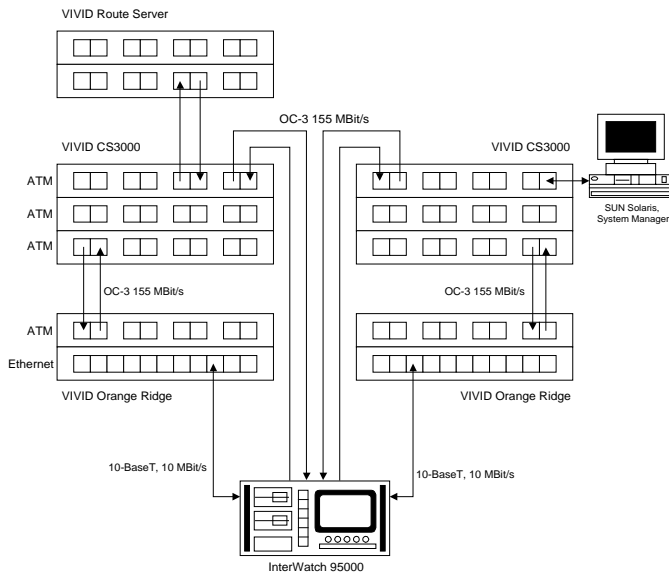 VIVID Route Server
OC-3 155 MBit/s
VIVID CS3000
VIVID CS3000
ATM
ATM
ATM
SUN Solaris,
System Manager
OC-3 155 MBit/s
OC-3 155 MBit/s
ATM
Ethernet
VIVID Orange Ridge
VIVID Orange Ridge
10-BaseT, 10 MBit/s
10-BaseT, 10 MBit/s
InterWatch 95000